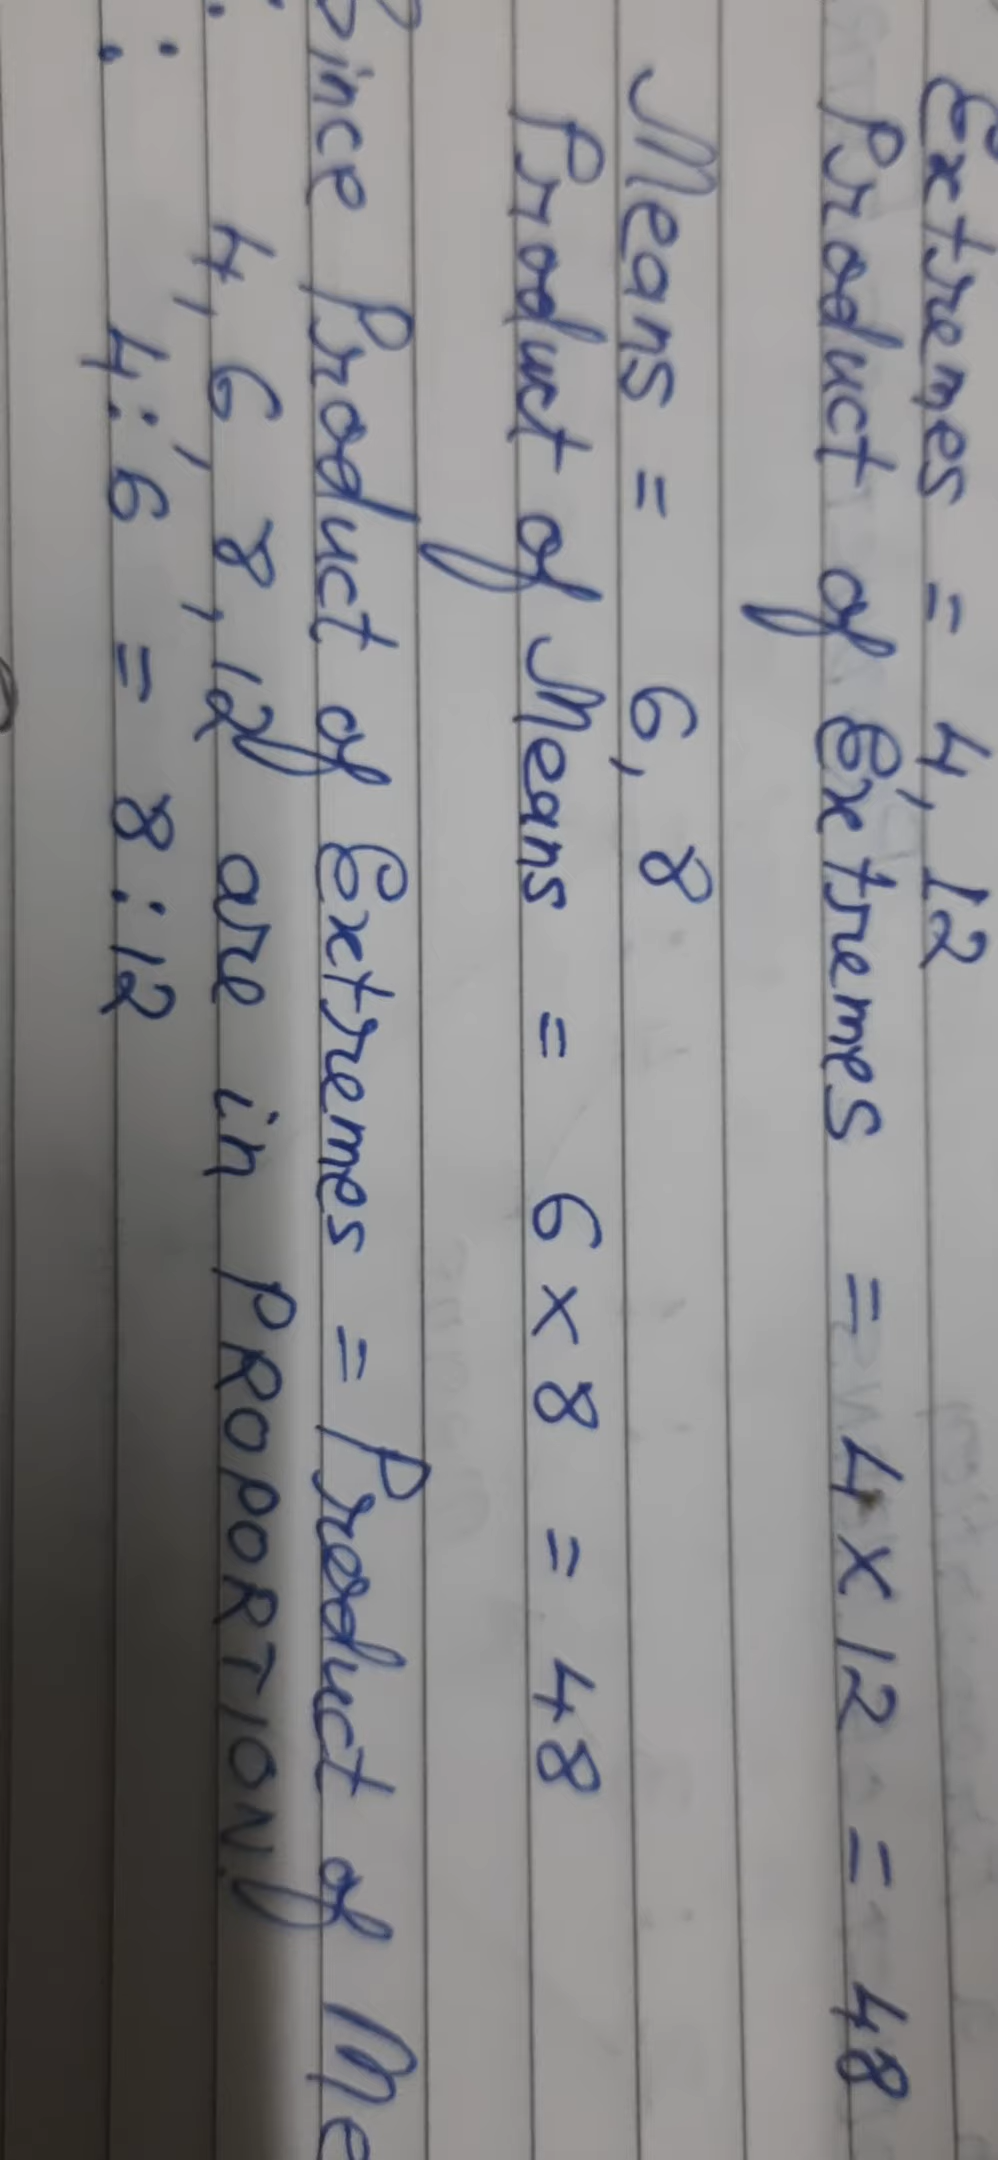 Extremes = 4, 12
Product of Extremes = 4 x 12 = 48
Means = 6, 8
Product of Means = 6 x 8 = 48
Since Product of Extremes = Product of Me
∴ 4, 6, 8, 12 are in PROPORTION.
∴ 4 : 6 = 8 : 12